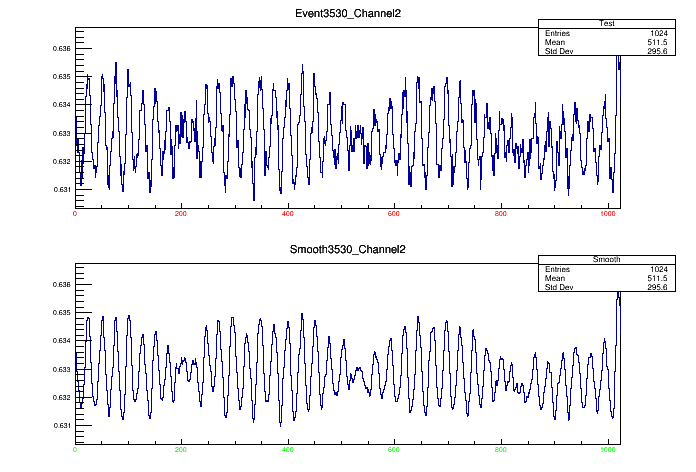 Event3530_Channel2
Test
Entries 1024
Mean 511.5
Std Dev 295.6
0.636
0.635
0.634
0.633
0.632
0.631
0 200 400 600 800 1000
Smooth3530_Channel2
Smooth
Entries 1024
Mean 511.5
Std Dev 295.6
0.636
0.635
0.634
0.633
0.632
0.631
0 200 400 600 800 1000